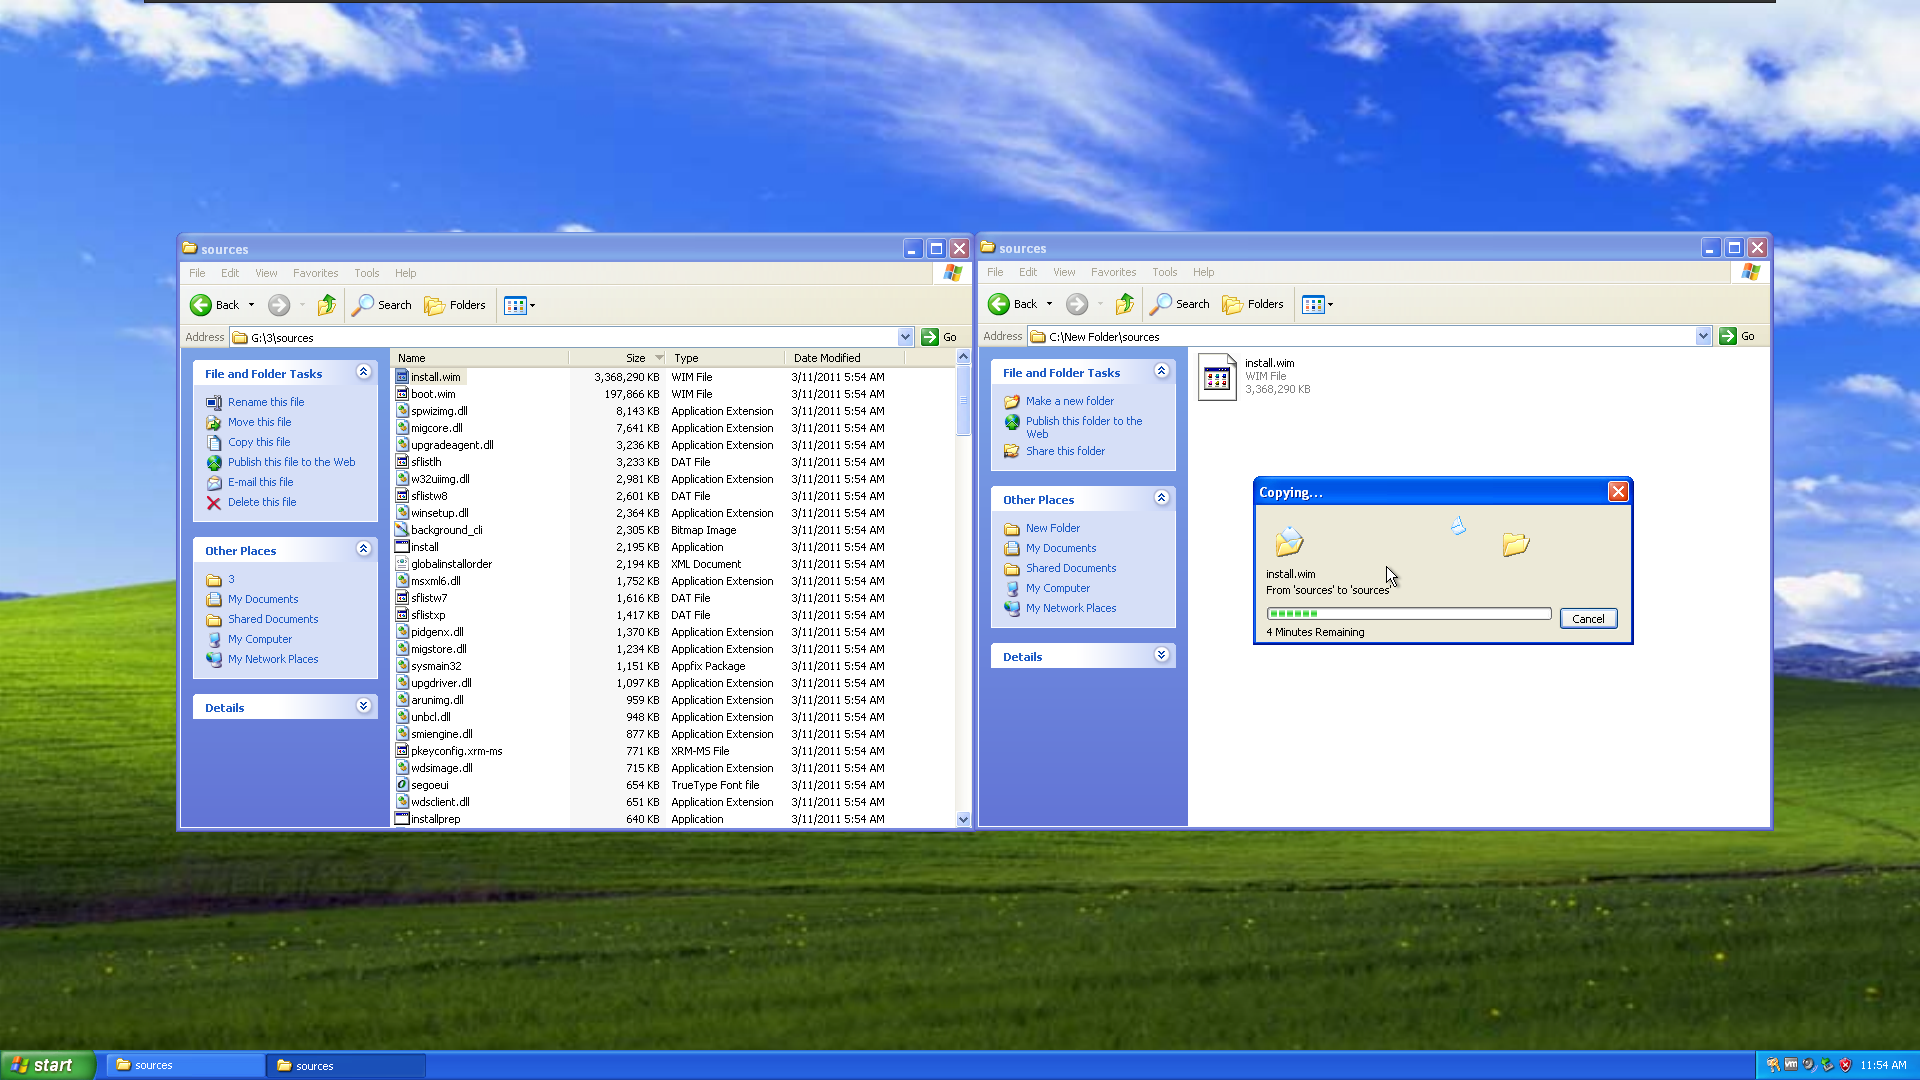 sources
File Edit View Favorites Tools Help
Back Search Folders
Address G:\3\sources Go
File and Folder Tasks
Rename this file
Move this file
Copy this file
Publish this file to the Web
E-mail this file
Delete this file
Other Places
3
My Documents
Shared Documents
My Computer
My Network Places
Details
Name Size Type Date Modified
install.wim 3,368,290 KB WIM File 3/11/2011 5:54 AM
boot.wim 197,866 KB WIM File 3/11/2011 5:54 AM
spwizimg.dll 8,143 KB Application Extension 3/11/2011 5:54 AM
migcore.dll 7,641 KB Application Extension 3/11/2011 5:54 AM
upgradeagent.dll 3,236 KB Application Extension 3/11/2011 5:54 AM
sflistlh 3,233 KB DAT File 3/11/2011 5:54 AM
w32uiimg.dll 2,981 KB Application Extension 3/11/2011 5:54 AM
sflistw8 2,601 KB DAT File 3/11/2011 5:54 AM
winsetup.dll 2,364 KB Application Extension 3/11/2011 5:54 AM
background_cli 2,305 KB Bitmap Image 3/11/2011 5:54 AM
install 2,195 KB Application 3/11/2011 5:54 AM
globalinstallorder 2,194 KB XML Document 3/11/2011 5:54 AM
msxml6.dll 1,752 KB Application Extension 3/11/2011 5:54 AM
sflistw7 1,616 KB DAT File 3/11/2011 5:54 AM
sflistxp 1,417 KB DAT File 3/11/2011 5:54 AM
pidgenx.dll 1,370 KB Application Extension 3/11/2011 5:54 AM
migstore.dll 1,234 KB Application Extension 3/11/2011 5:54 AM
sysmain32 1,151 KB Appfix Package 3/11/2011 5:54 AM
upgdriver.dll 1,097 KB Application Extension 3/11/2011 5:54 AM
arunimg.dll 959 KB Application Extension 3/11/2011 5:54 AM
unbcl.dll 948 KB Application Extension 3/11/2011 5:54 AM
smiengine.dll 877 KB Application Extension 3/11/2011 5:54 AM
pkeyconfig.xrm-ms 771 KB XRM-MS File 3/11/2011 5:54 AM
wdsimage.dll 715 KB Application Extension 3/11/2011 5:54 AM
segoeui 654 KB TrueType Font file 3/11/2011 5:54 AM
wdsclient.dll 651 KB Application Extension 3/11/2011 5:54 AM
installprep 640 KB Application 3/11/2011 5:54 AM
sources
File Edit View Favorites Tools Help
Back Search Folders
Address C:\New Folder\sources Go
File and Folder Tasks
Make a new folder
Publish this folder to the
Web
Share this folder
Other Places
New Folder
My Documents
Shared Documents
My Computer
My Network Places
Details
install.wim
WIM File
3,368,290 KB
Copying...
install.wim
From 'sources' to 'sources'
Cancel
4 Minutes Remaining
start sources sources 11:54 AM